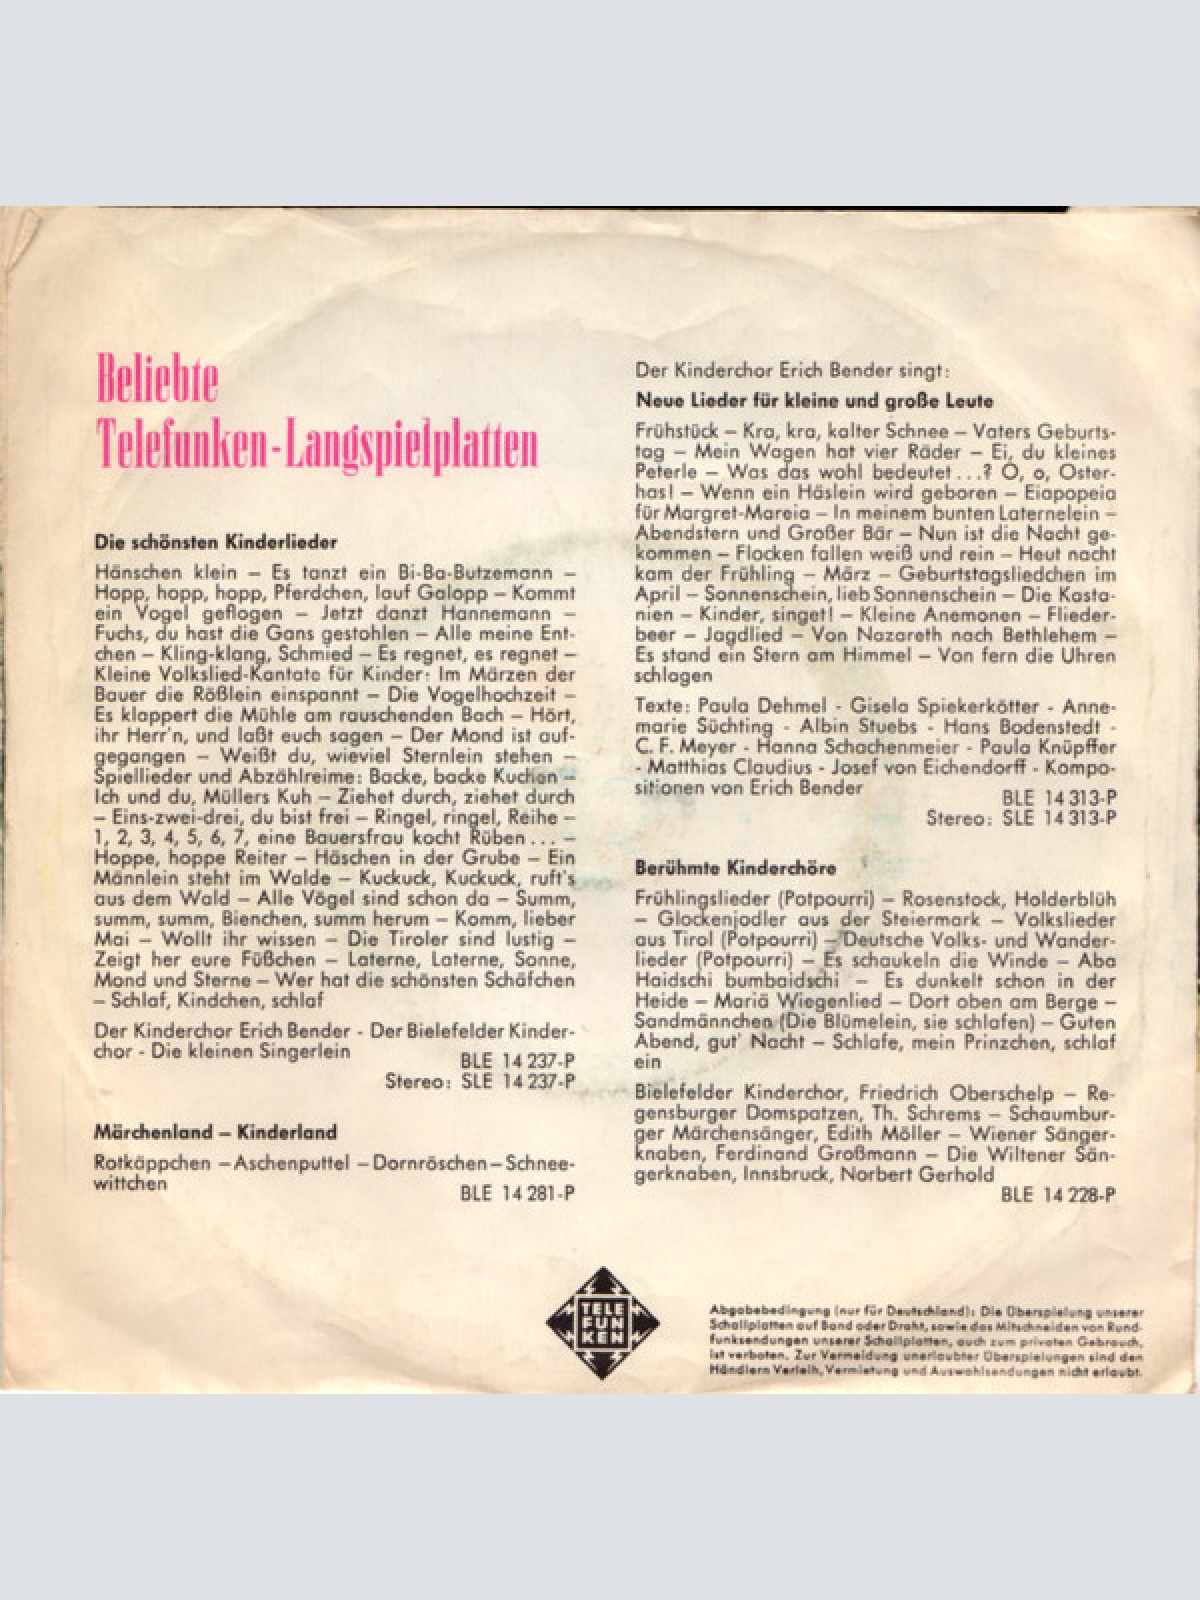 Beliebte
Telefunken-Langspielplatten
Die schönsten Kinderlieder
Hänschen klein – Es tanzt ein Bi-Ba-Butzemann –
Hopp, hopp, hopp, Pferdchen, lauf Galopp – Kommt
ein Vogel geflogen – Jetzt danzt Hannemann –
Fuchs, du hast die Gans gestohlen – Alle meine Ent-
chen – Kling-klang, Schmied – Es regnet, es regnet –
Kleine Volkslied-Kantate für Kinder: Im Märzen der
Bauer die Rößlein einspannt – Die Vogelhochzeit –
Es klappert die Mühle am rauschenden Bach – Hört,
ihr Herr'n, und laßt euch sagen – Der Mond ist auf-
gegangen – Weißt du, wieviel Sternlein stehen –
Spiellieder und Abzählreime: Backe, backe Kuchen –
Ich und du, Müllers Kuh – Ziehet durch, ziehet durch
– Eins-zwei-drei, du bist frei – Ringel, ringel, Reihe –
1, 2, 3, 4, 5, 6, 7, eine Bauersfrau kocht Rüben... –
Hoppe, hoppe Reiter – Häschen in der Grube – Ein
Männlein steht im Walde – Kuckuck, Kuckuck, ruft's
aus dem Wald – Alle Vögel sind schon da – Summ,
summ, summ, Bienchen, summ herum – Komm, lieber
Mai – Wollt ihr wissen – Die Tiroler sind lustig –
Zeigt her eure Füßchen – Laterne, Laterne, Sonne,
Mond und Sterne – Wer hat die schönsten Schäfchen
– Schlaf, Kindchen, schlaf
Der Kinderchor Erich Bender - Der Bielefelder Kinder-
chor - Die kleinen Singerlein
BLE 14 237-P
Stereo: SLE 14 237-P
Märchenland – Kinderland
Rotkäppchen – Aschenputtel – Dornröschen – Schnee-
wittchen
BLE 14 281-P
Der Kinderchor Erich Bender singt:
Neue Lieder für kleine und große Leute
Frühstück – Kra, kra, kalter Schnee – Vaters Geburts-
tag – Mein Wagen hat vier Räder – Ei, du kleines
Peterle – Was das wohl bedeutet...? O, o, Oster-
has! – Wenn ein Häslein wird geboren – Eiapopeia
für Margret-Mareia – In meinem bunten Laternelein –
Abendstern und Großer Bär – Nun ist die Nacht ge-
kommen – Flocken fallen weiß und rein – Heut nacht
kam der Frühling – März – Geburtstagsliedchen im
April – Sonnenschein, lieb Sonnenschein – Die Kasta-
nien – Kinder, singet! – Kleine Anemonen – Flieder-
beer – Jagdlied – Von Nazareth nach Bethlehem –
Es stand ein Stern am Himmel – Von fern die Uhren
schlagen
Texte: Paula Dehmel - Gisela Spiekerkötter - Anne-
marie Süchting - Albin Stuebs - Hans Bodenstedt -
C. F. Meyer - Hanna Schachenmeier - Paula Knüpffer
- Matthias Claudius - Josef von Eichendorff - Kompo-
sitionen von Erich Bender
BLE 14 313-P
Stereo: SLE 14 313-P
Berühmte Kinderchöre
Frühlingslieder (Potpourri) – Rosenstock, Holderblüh
– Glockenjodler aus der Steiermark – Volkslieder
aus Tirol (Potpourri) – Deutsche Volks- und Wander-
lieder (Potpourri) – Es schaukeln die Winde – Aba
Haidschi bumbaidschi – Es dunkelt schon in der
Heide – Mariä Wiegenlied – Dort oben am Berge –
Sandmännchen (Die Blümelein, sie schlafen) – Guten
Abend, gut' Nacht – Schlafe, mein Prinzchen, schlaf
ein
Bielefelder Kinderchor, Friedrich Oberschelp – Re-
gensburger Domspatzen, Th. Schrems – Schaumbur-
ger Märchensänger, Edith Möller – Wiener Sänger-
knaben, Ferdinand Großmann – Die Wiltener Sän-
gerknaben, Innsbruck, Norbert Gerhold
BLE 14 228-P
TELE
FUN
KEN
Abgabebedingung (nur für Deutschland): Die Überspielung unserer
Schallplatten auf Band oder Draht, sowie das Mitschneiden von Rund-
funksendungen unserer Schallplatten, auch zum privaten Gebrauch,
ist verboten. Zur Vermeidung unerlaubter Überspielungen sind den
Händlern Verleih, Vermietung und Auswahlsendungen nicht erlaubt.